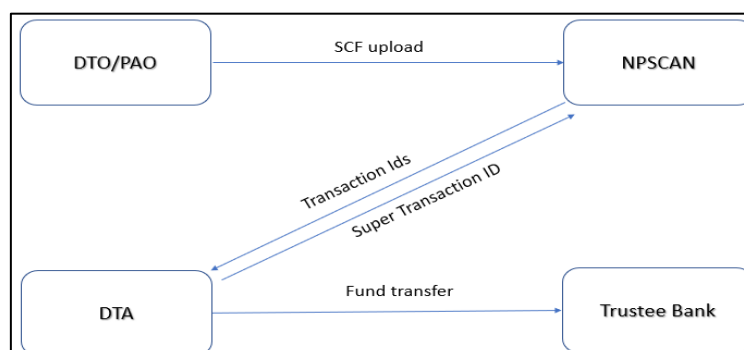 SCF upload
DTO/PAO
NPSCAN
Transaction Ids
Super Transaction ID
Fund transfer
DTA
Trustee Bank